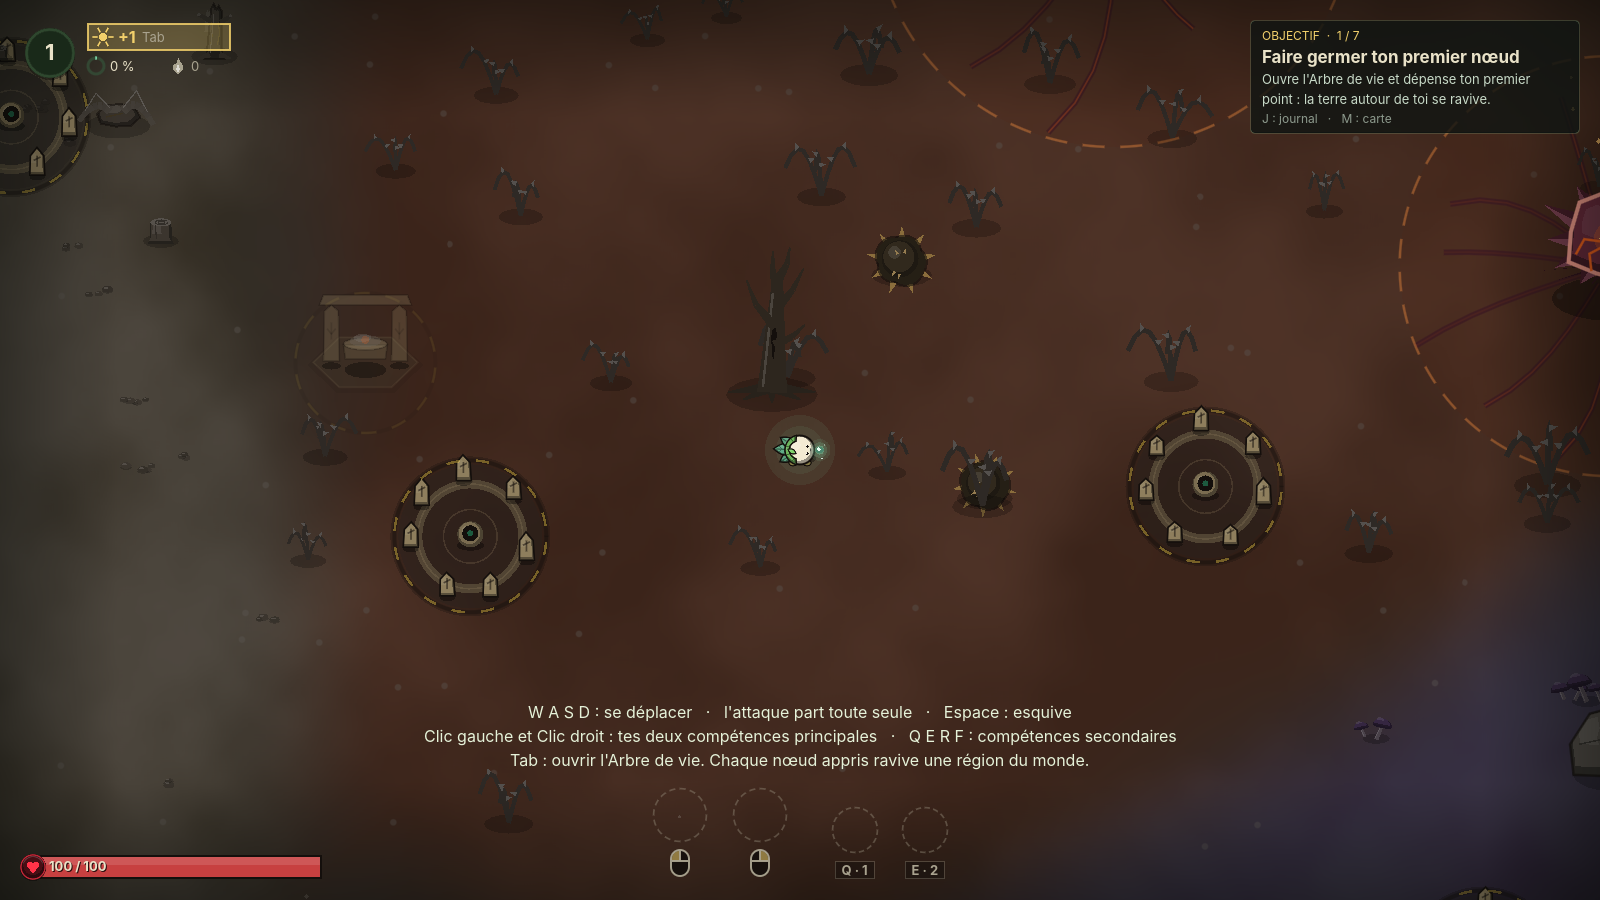 1
+1 Tab
0 %
0
OBJECTIF · 1 / 7
Faire germer ton premier nœud
Ouvre l'Arbre de vie et dépense ton premier
point : la terre autour de toi se ravive.
J : journal · M : carte
W A S D : se déplacer · l'attaque part toute seule · Espace : esquive
Clic gauche et Clic droit : tes deux compétences principales · Q E R F : compétences secondaires
Tab : ouvrir l'Arbre de vie. Chaque nœud appris ravive une région du monde.
100 / 100
Q · 1
E · 2